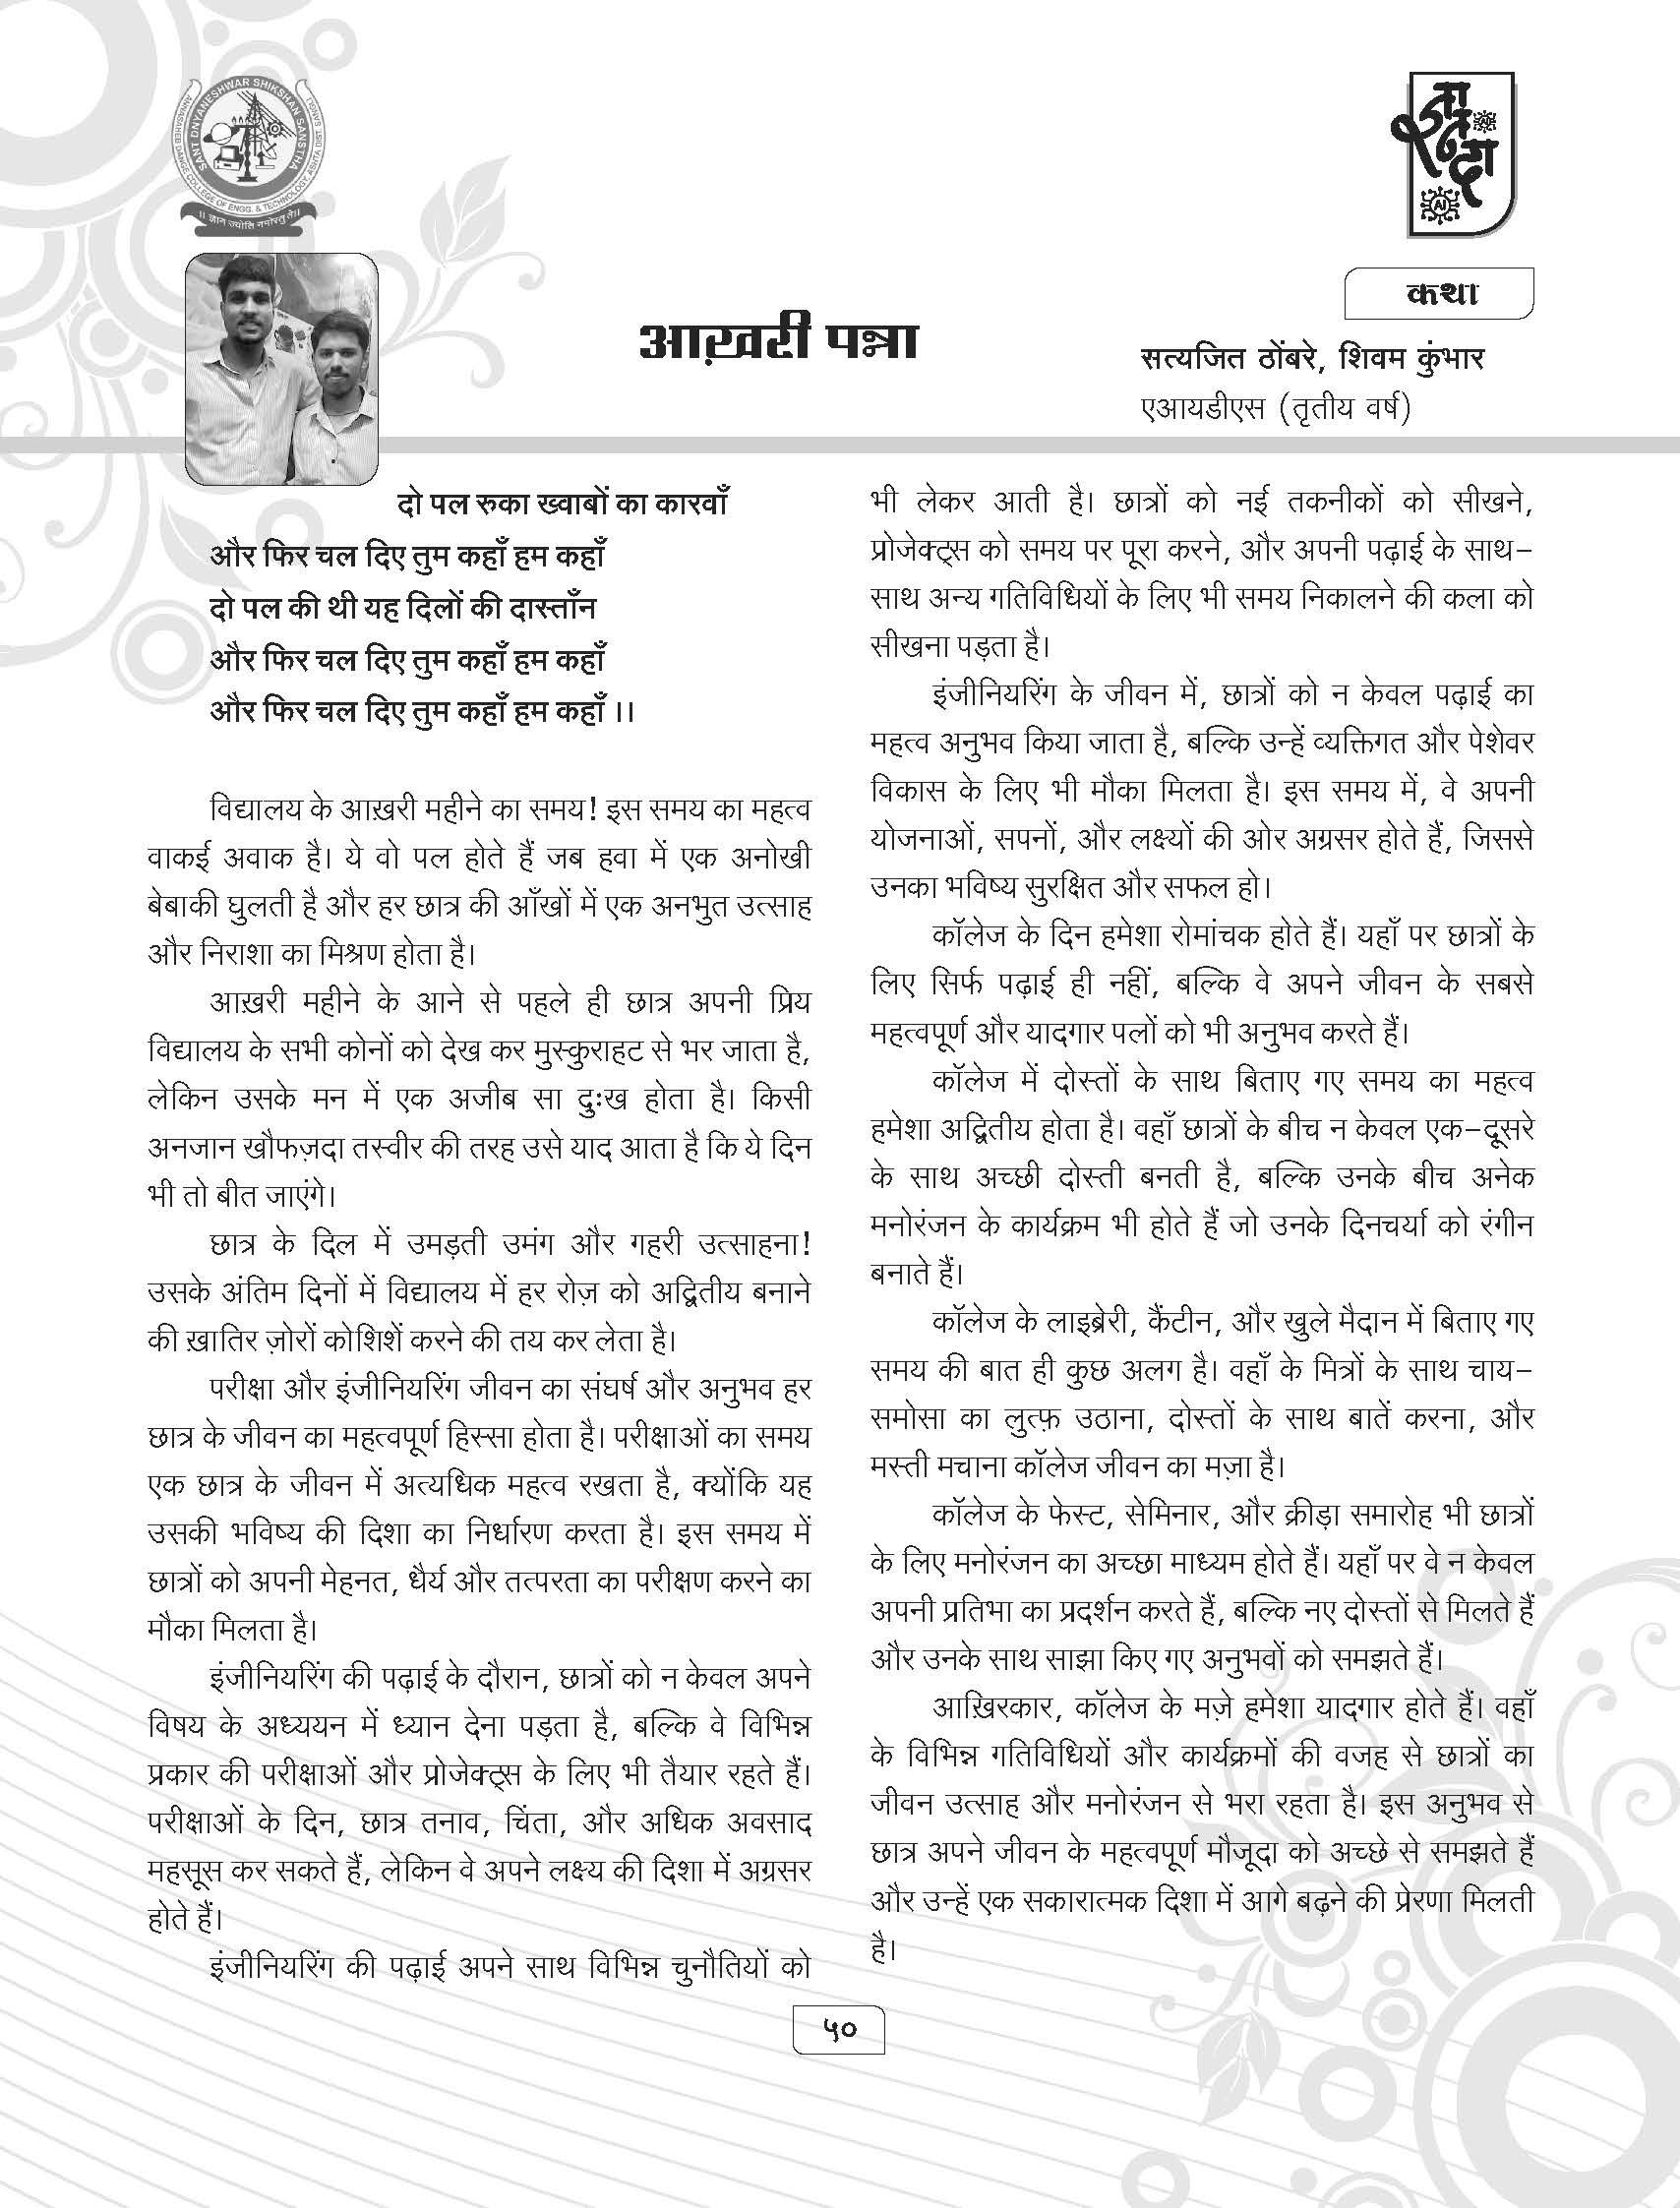 SANT DNYANESHWAR SHIKSHAN SANSTHA
ANNASAHEB DANGE COLLEGE OF ENGG. & TECHNOLOGY, ASHTA DIST. SANGLI
AI
कथा
आख़री पन्ना
सत्यजित ठोंबरे, शिवम कुंभार
एआयडीएस (तृतीय वर्ष)
दो पल रुका ख्वाबों का कारवाँ
और फिर चल दिए तुम कहाँ हम कहाँ
दो पल की थी यह दिलों की दास्ताँन
और फिर चल दिए तुम कहाँ हम कहाँ
और फिर चल दिए तुम कहाँ हम कहाँ ।।
विद्यालय के आख़री महीने का समय! इस समय का महत्व
वाकई अवाक है। ये वो पल होते हैं जब हवा में एक अनोखी
बेबाकी घुलती है और हर छात्र की आँखों में एक अनभुत उत्साह
और निराशा का मिश्रण होता है।
आख़री महीने के आने से पहले ही छात्र अपनी प्रिय
विद्यालय के सभी कोनों को देख कर मुस्कुराहट से भर जाता है,
लेकिन उसके मन में एक अजीब सा दुःख होता है। किसी
अनजान खौफज़दा तस्वीर की तरह उसे याद आता है कि ये दिन
भी तो बीत जाएंगे।
छात्र के दिल में उमड़ती उमंग और गहरी उत्साहना!
उसके अंतिम दिनों में विद्यालय में हर रोज़ को अद्वितीय बनाने
की ख़ातिर ज़ोरों कोशिशें करने की तय कर लेता है।
परीक्षा और इंजीनियरिंग जीवन का संघर्ष और अनुभव हर
छात्र के जीवन का महत्वपूर्ण हिस्सा होता है। परीक्षाओं का समय
एक छात्र के जीवन में अत्यधिक महत्व रखता है, क्योंकि यह
उसकी भविष्य की दिशा का निर्धारण करता है। इस समय में
छात्रों को अपनी मेहनत, धैर्य और तत्परता का परीक्षण करने का
मौका मिलता है।
इंजीनियरिंग की पढ़ाई के दौरान, छात्रों को न केवल अपने
विषय के अध्ययन में ध्यान देना पड़ता है, बल्कि वे विभिन्न
प्रकार की परीक्षाओं और प्रोजेक्ट्स के लिए भी तैयार रहते हैं।
परीक्षाओं के दिन, छात्र तनाव, चिंता, और अधिक अवसाद
महसूस कर सकते हैं, लेकिन वे अपने लक्ष्य की दिशा में अग्रसर
होते हैं।
इंजीनियरिंग की पढ़ाई अपने साथ विभिन्न चुनौतियों को
भी लेकर आती है। छात्रों को नई तकनीकों को सीखने,
प्रोजेक्ट्स को समय पर पूरा करने, और अपनी पढ़ाई के साथ-
साथ अन्य गतिविधियों के लिए भी समय निकालने की कला को
सीखना पड़ता है।
इंजीनियरिंग के जीवन में, छात्रों को न केवल पढ़ाई का
महत्व अनुभव किया जाता है, बल्कि उन्हें व्यक्तिगत और पेशेवर
विकास के लिए भी मौका मिलता है। इस समय में, वे अपनी
योजनाओं, सपनों, और लक्ष्यों की ओर अग्रसर होते हैं, जिससे
उनका भविष्य सुरक्षित और सफल हो।
कॉलेज के दिन हमेशा रोमांचक होते हैं। यहाँ पर छात्रों के
लिए सिर्फ पढ़ाई ही नहीं, बल्कि वे अपने जीवन के सबसे
महत्वपूर्ण और यादगार पलों को भी अनुभव करते हैं।
कॉलेज में दोस्तों के साथ बिताए गए समय का महत्व
हमेशा अद्वितीय होता है। वहाँ छात्रों के बीच न केवल एक-दूसरे
के साथ अच्छी दोस्ती बनती है, बल्कि उनके बीच अनेक
मनोरंजन के कार्यक्रम भी होते हैं जो उनके दिनचर्या को रंगीन
बनाते हैं।
कॉलेज के लाइब्रेरी, कैंटीन, और खुले मैदान में बिताए गए
समय की बात ही कुछ अलग है। वहाँ के मित्रों के साथ चाय-
समोसा का लुत्फ़ उठाना, दोस्तों के साथ बातें करना, और
मस्ती मचाना कॉलेज जीवन का मज़ा है।
कॉलेज के फेस्ट, सेमिनार, और क्रीड़ा समारोह भी छात्रों
के लिए मनोरंजन का अच्छा माध्यम होते हैं। यहाँ पर वे न केवल
अपनी प्रतिभा का प्रदर्शन करते हैं, बल्कि नए दोस्तों से मिलते हैं
और उनके साथ साझा किए गए अनुभवों को समझते हैं।
आख़िरकार, कॉलेज के मज़े हमेशा यादगार होते हैं। वहाँ
के विभिन्न गतिविधियों और कार्यक्रमों की वजह से छात्रों का
जीवन उत्साह और मनोरंजन से भरा रहता है। इस अनुभव से
छात्र अपने जीवन के महत्वपूर्ण मौजूदा को अच्छे से समझते हैं
और उन्हें एक सकारात्मक दिशा में आगे बढ़ने की प्रेरणा मिलती
है।
५०